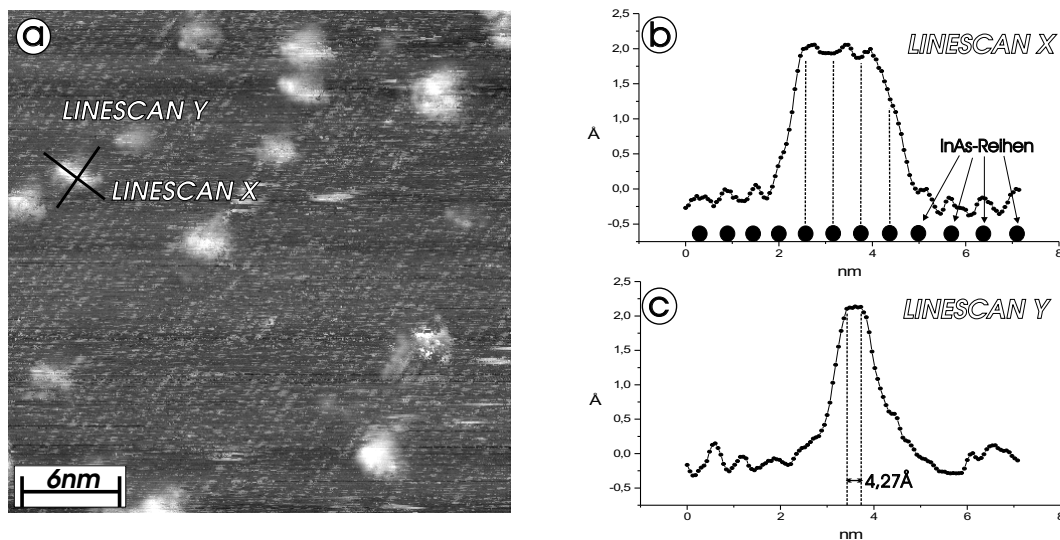 a
LINESCAN Y
LINESCAN X
6nm
b
LINESCAN X
2,5
2,0
1,5
1,0
0,5
0,0
-0,5
Å
InAs-Reihen
0
2
4
6
8
nm
c
LINESCAN Y
2,5
2,0
1,5
1,0
0,5
0,0
-0,5
Å
4,27Å
0
2
4
6
8
nm